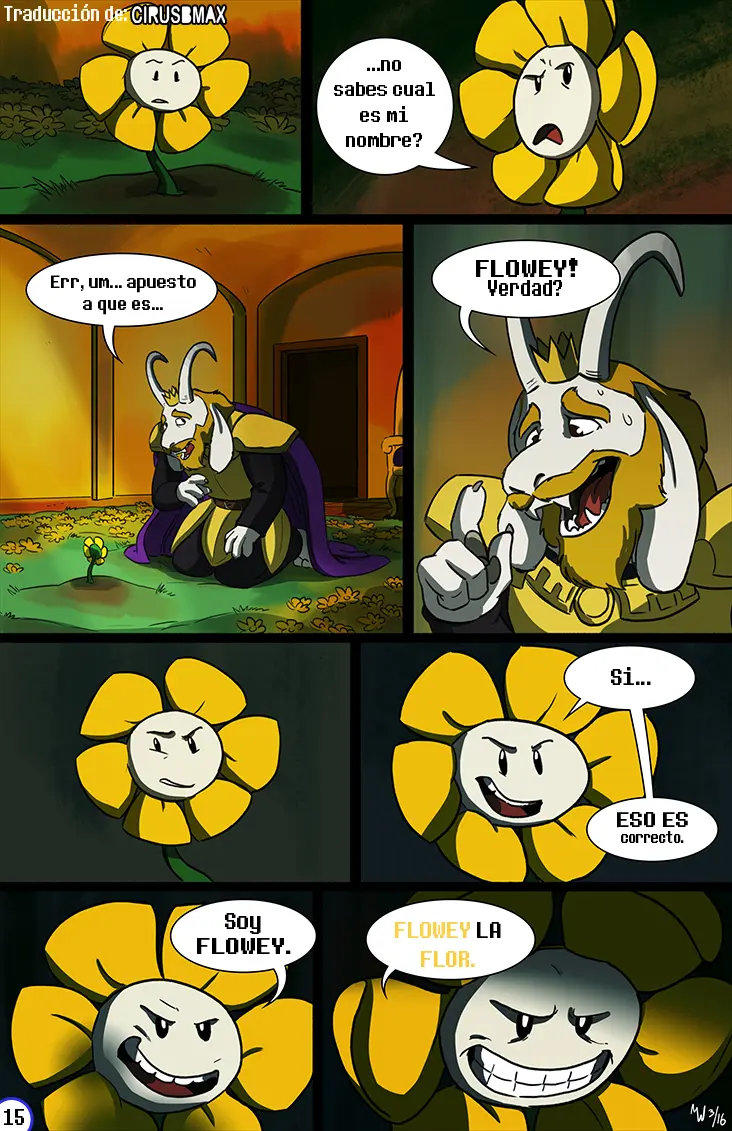 Traducción de: CIRUSBMAX
...no
sabes cual
es mi
nombre?
Err, um... apuesto
a que es...
FLOWEY!
Verdad?
Si...
ESO ES
correcto.
Soy
FLOWEY.
FLOWEY LA
FLOR.
15
MW 3/16